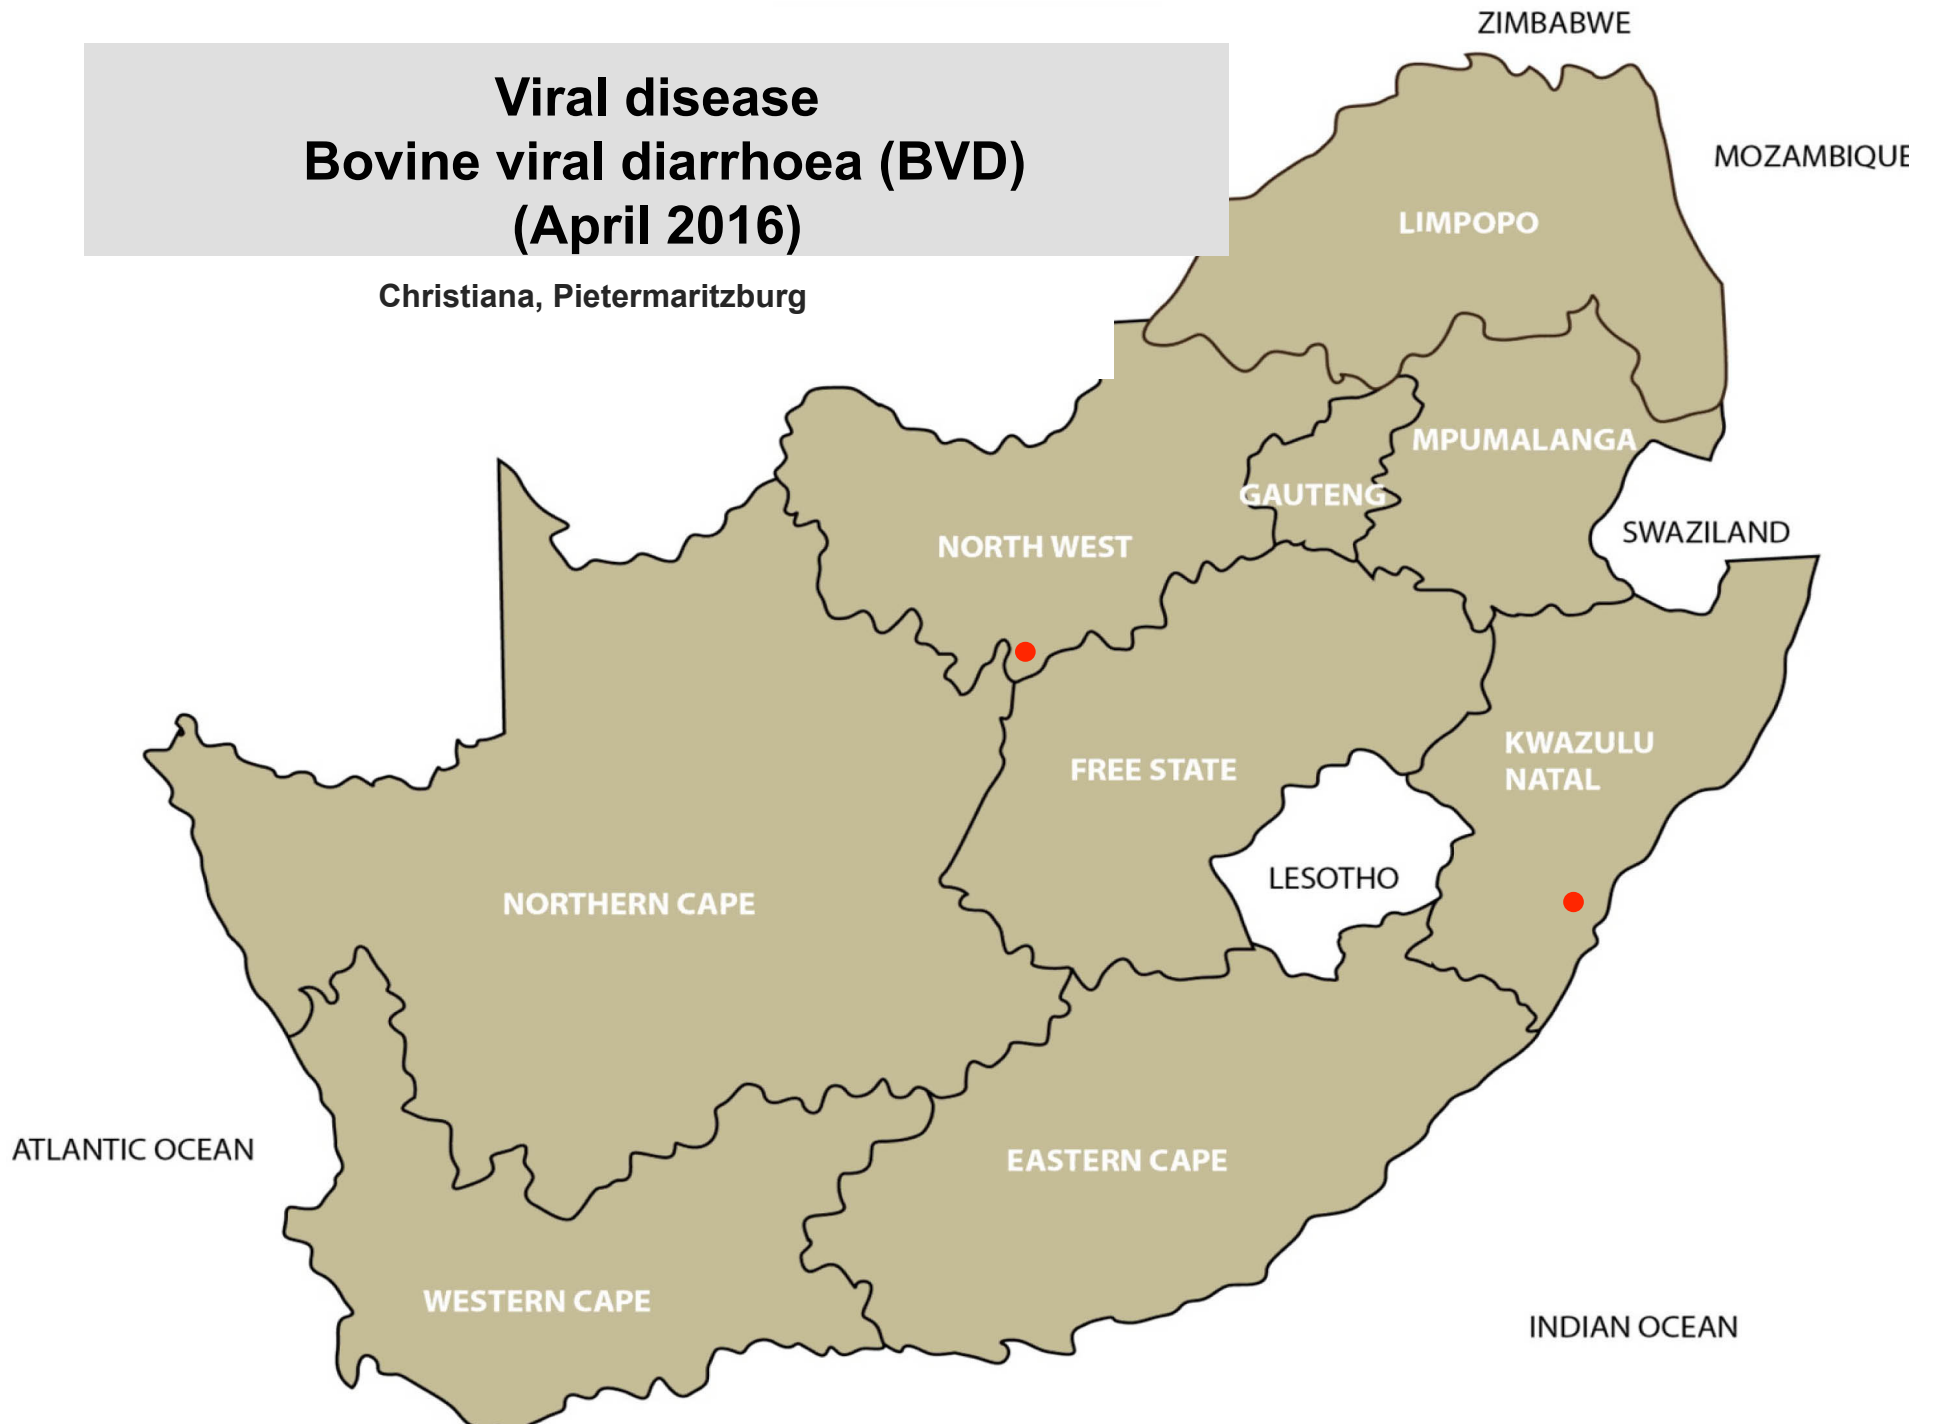 Viral disease
Bovine viral diarrhoea (BVD)
(April 2016)
Christiana, Pietermaritzburg
ZIMBABWE
MOZAMBIQUE
LIMPOPO
MPUMALANGA
GAUTENG
SWAZILAND
NORTH WEST
KWAZULU
NATAL
FREE STATE
LESOTHO
NORTHERN CAPE
ATLANTIC OCEAN
EASTERN CAPE
WESTERN CAPE
INDIAN OCEAN